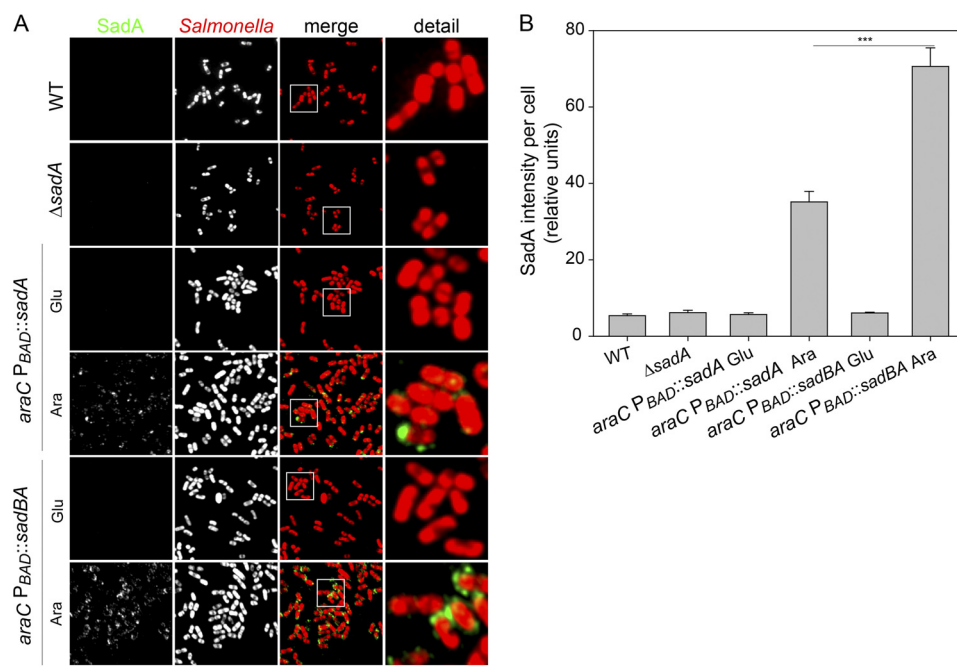 A
SadA Salmonella merge detail
WT
ΔsadA
araC PBAD::sadA
Glu
Ara
araC PBAD::sadBA
Glu
Ara
B
SadA intensity per cell
(relative units)
80
60
40
20
0
***
WT
ΔsadA
araC PBAD::sadA Glu
araC PBAD::sadA Ara
araC PBAD::sadBA Glu
araC PBAD::sadBA Ara